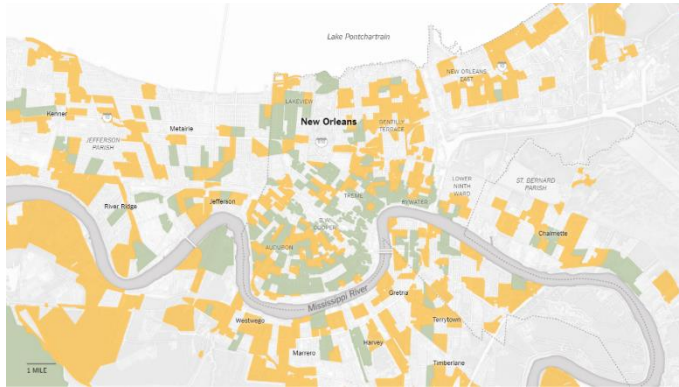 Lake Pontchartrain
NEW ORLEANS
EAST
LAKEVIEW
Kenner
New Orleans
Metairie
GENTILLY
TERRACE
JEFFERSON
PARISH
LOWER
NINTH
WARD
ST. BERNARD
PARISH
TREME
BYWATER
River Ridge
Jefferson
Chalmette
AUDUBON
Mississippi River
Gretna
Westwego
Terrytown
Harvey
Marrero
Timberlane
1 MILE